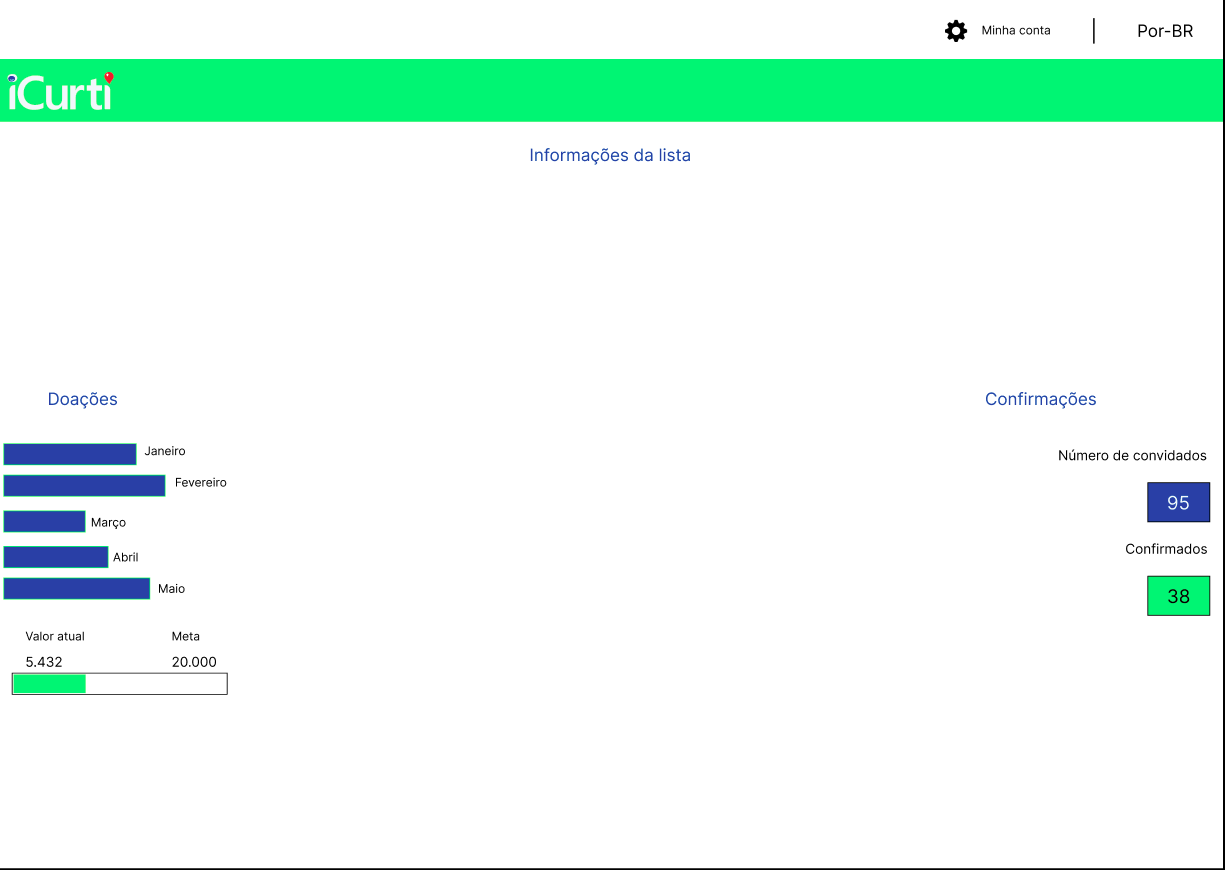 Minha conta
Por-BR
iCurti
Informações da lista
Doações
Janeiro
Fevereiro
Março
Abril
Maio
Valor atual
Meta
5.432
20.000
Confirmações
Número de convidados
95
Confirmados
38